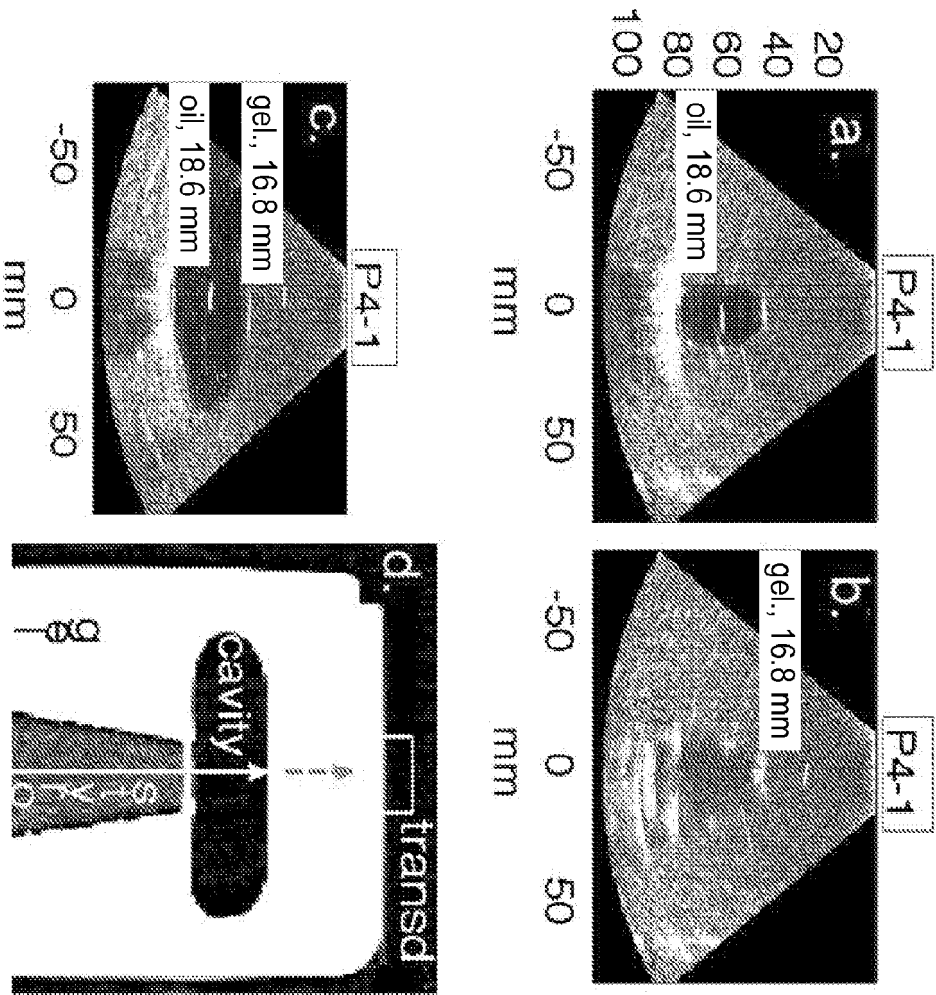 a.
P4-1
20
40
60
80
100
oil, 18.6 mm
-50
0
50
mm
b.
P4-1
gel., 16.8 mm
-50
0
50
mm
c.
P4-1
gel., 16.8 mm
oil, 18.6 mm
-50
0
50
mm
d.
transd
cavity